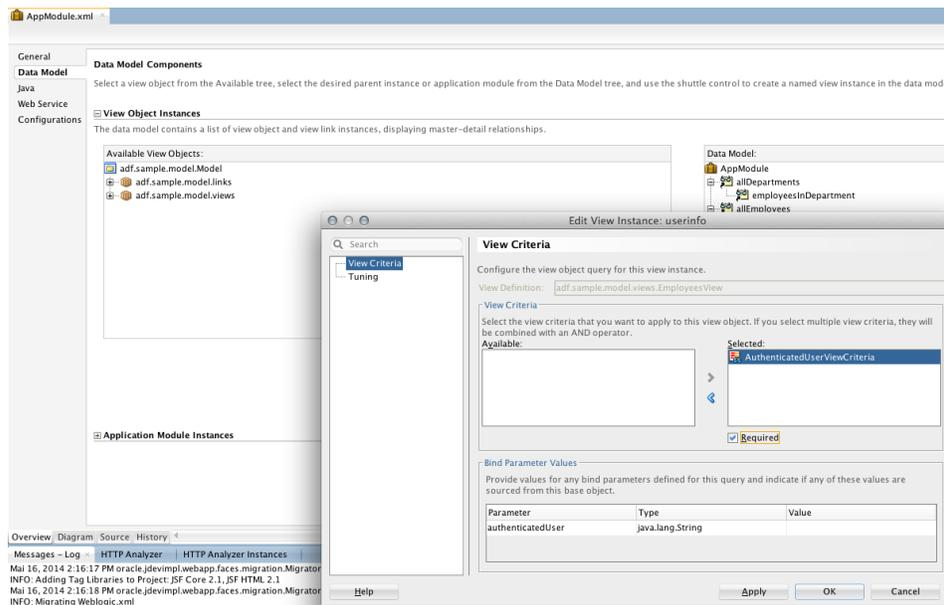 AppModule.xml
General
Data Model
Java
Web Service
Configurations
Data Model Components
Select a view object from the Available tree, select the desired parent instance or application module from the Data Model tree, and use the shuttle control to create a named view instance in the data mod
View Object Instances
The data model contains a list of view object and view link instances, displaying master-detail relationships.
Available View Objects:
adf.sample.model.Model
adf.sample.model.links
adf.sample.model.views
Data Model:
AppModule
allDepartments
employeesInDepartment
allEmployees
Application Module Instances
Edit View Instance: userinfo
Search
View Criteria
Tuning
View Criteria
Configure the view object query for this view instance.
View Definition: adf.sample.model.views.EmployeesView
View Criteria
Select the view criteria that you want to apply to this view object. If you select multiple view criteria, they will
be combined with an AND operator.
Available:
Selected:
AuthenticatedUserViewCriteria
Required
Bind Parameter Values
Provide values for any bind parameters defined for this query and indicate if any of these values are
sourced from this base object.
Parameter Type Value
authenticatedUser java.lang.String
Help Apply OK Cancel
Overview Diagram Source History
Messages - Log HTTP Analyzer HTTP Analyzer Instances
Mai 16, 2014 2:16:17 PM oracle.jdevimpl.webapp.faces.migration.Migrator
INFO: Adding Tag Libraries to Project: JSF Core 2.1, JSF HTML 2.1
Mai 16, 2014 2:16:18 PM oracle.jdevimpl.webapp.faces.migration.Migrator
INFO: Migrating Weblogic.xml